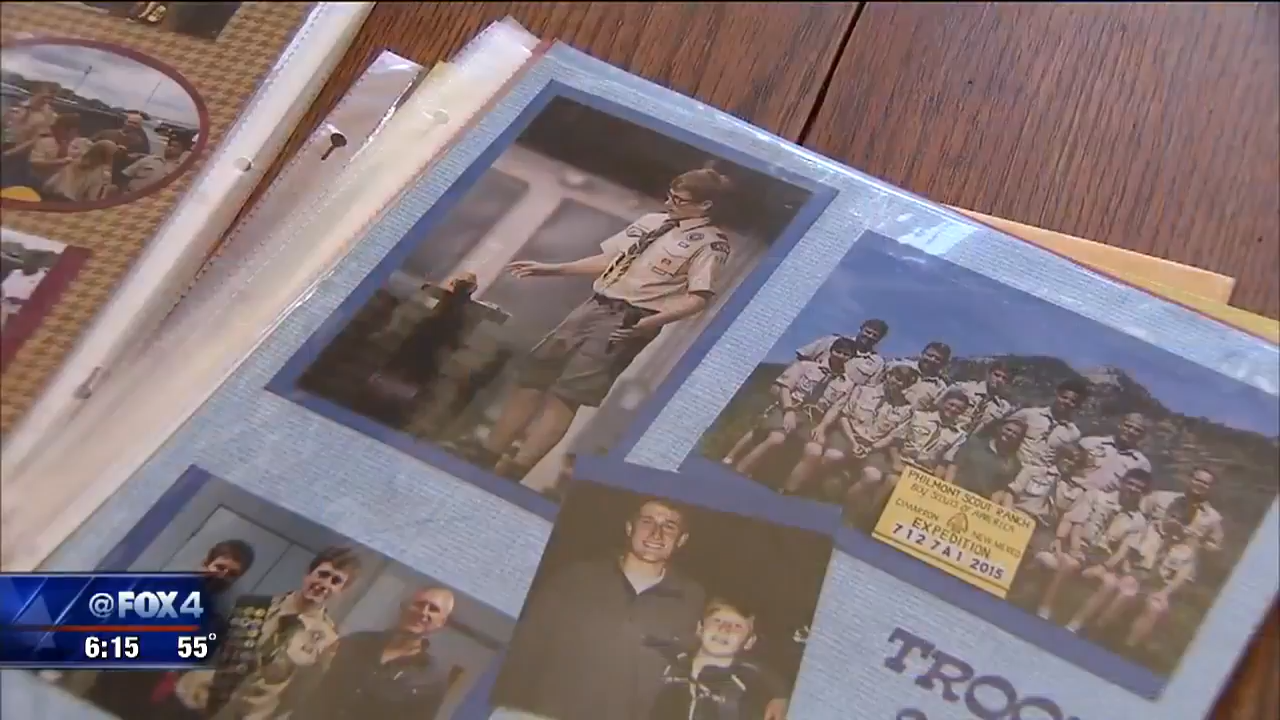 PHILMONT SCOUT RANCH
BOY SCOUTS OF AMERICA
CIMARRON NEW MEXICO
EXPEDITION
712 7A1 2015
TROO
@FOX4
6:15 55°